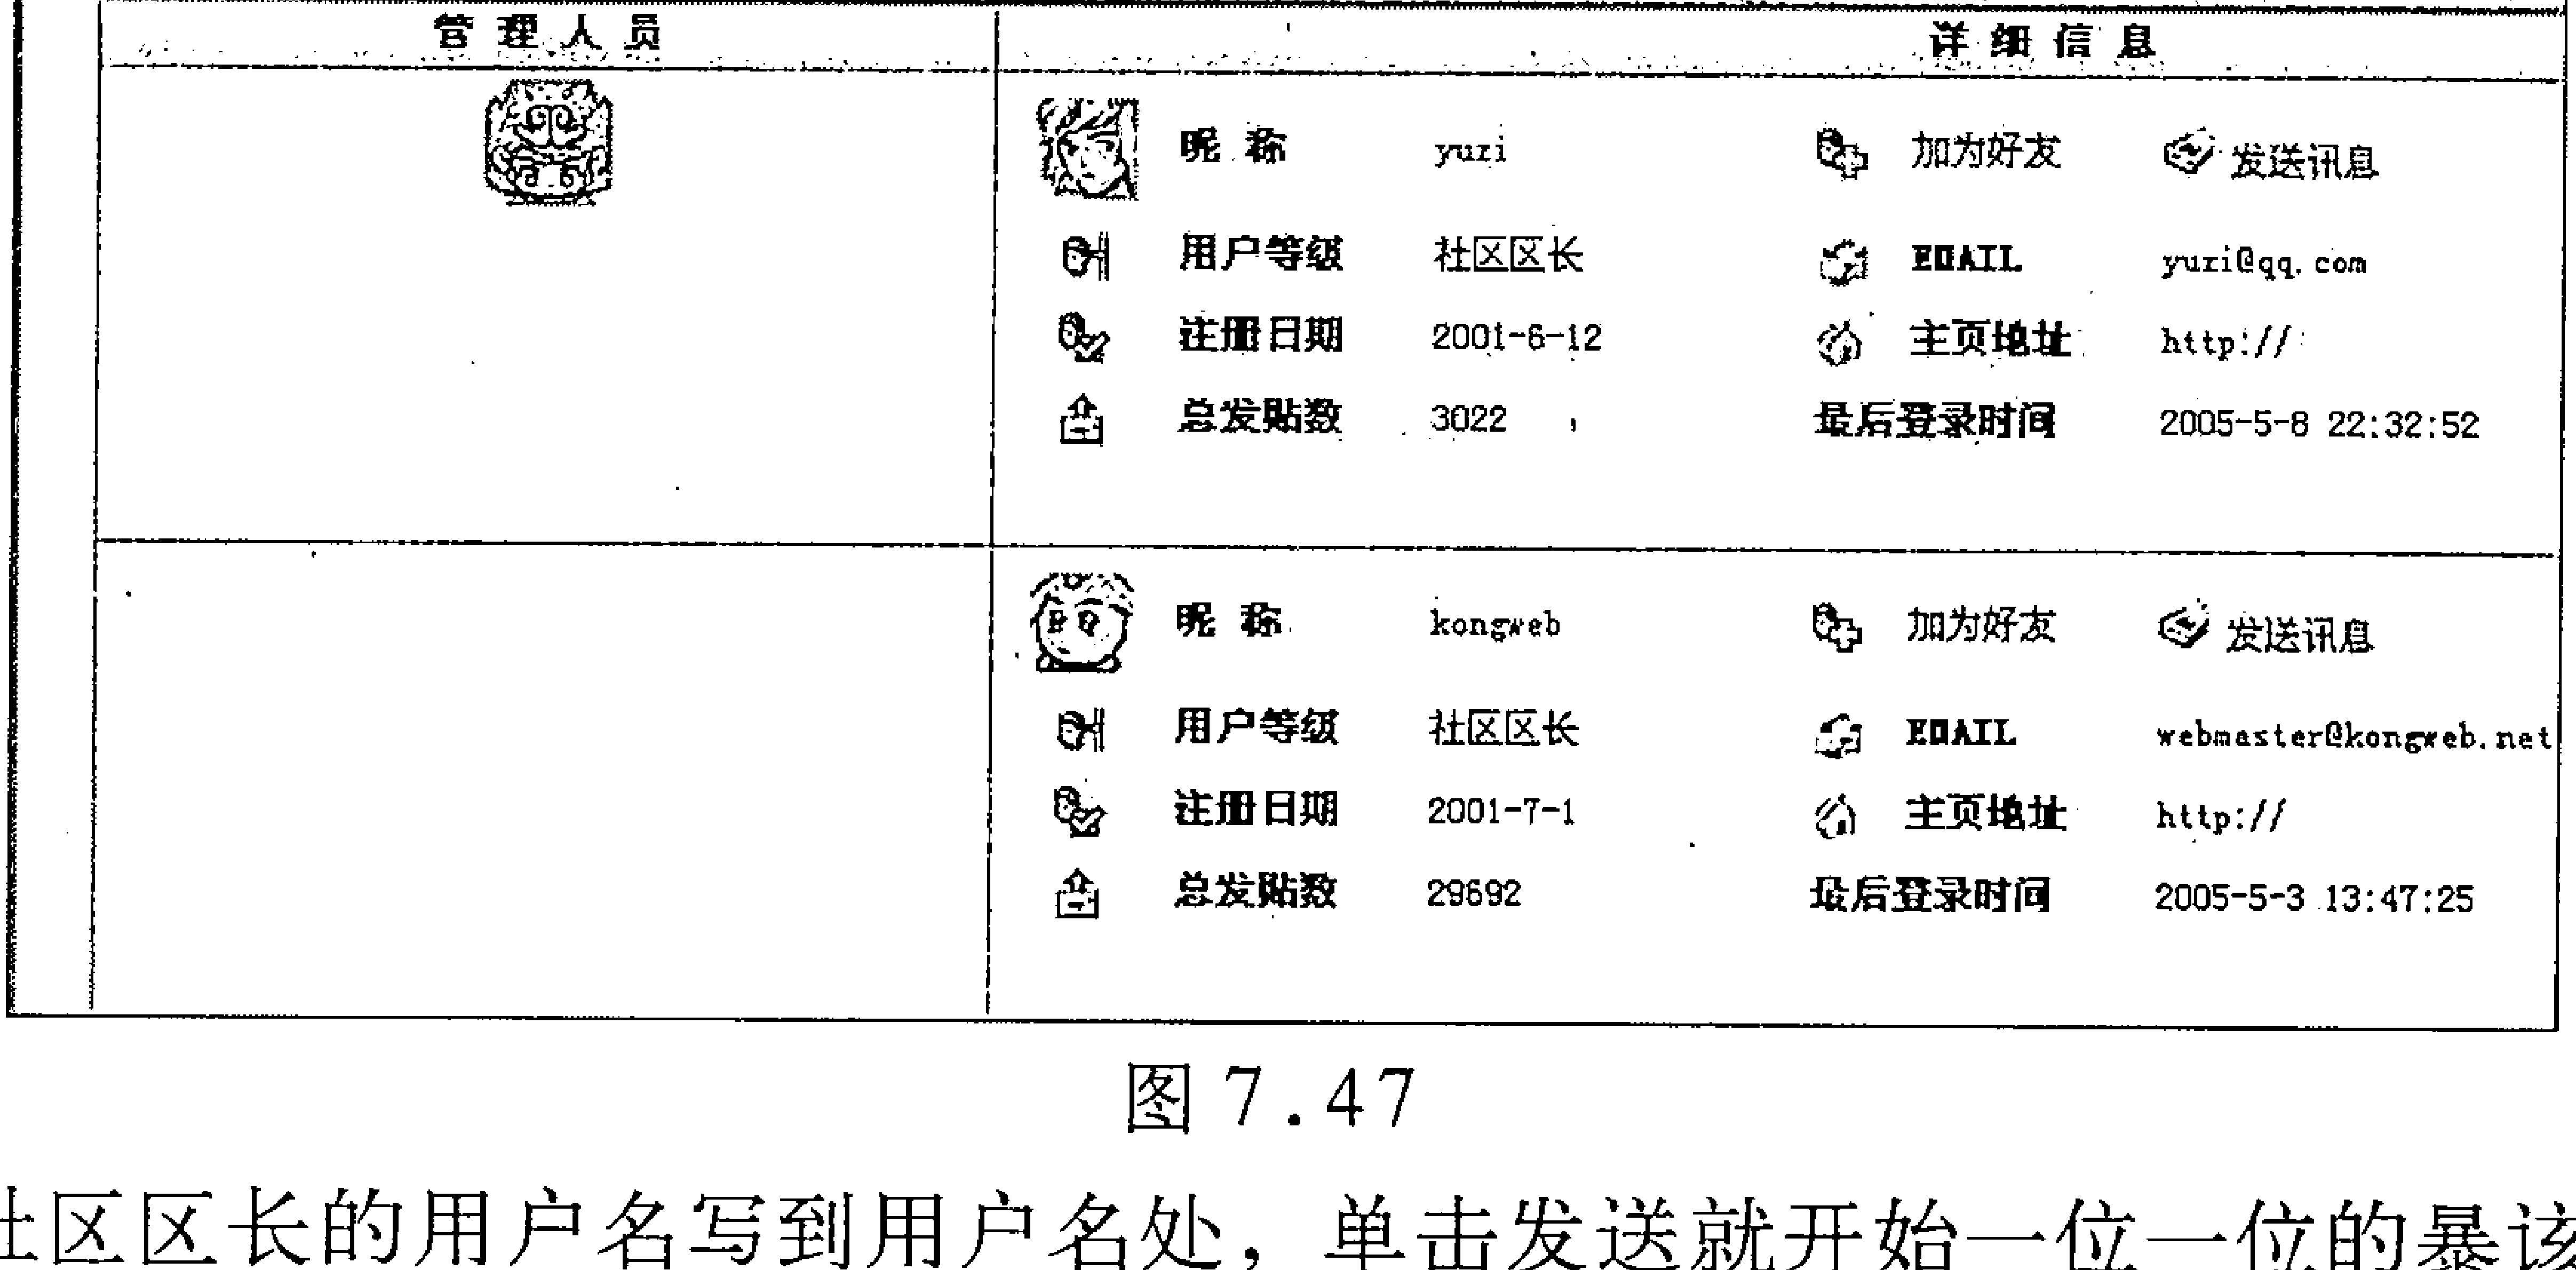 管理人员 详细信息
昵称 yuri 加为好友 发送讯息
用户等级 社区区长 EMAIL yuri@qq.com
注册日期 2001-6-12 主页地址 http://
总发贴数 3022 最后登录时间 2005-5-8 22:32:52
昵称 kongweb 加为好友 发送讯息
用户等级 社区区长 EMAIL webmaster@kongweb.net
注册日期 2001-7-1 主页地址 http://
总发贴数 29692 最后登录时间 2005-5-3 13:47:25
图 7.47
社区区长的用户名写到用户名处，单击发送就开始一位一位的暴该